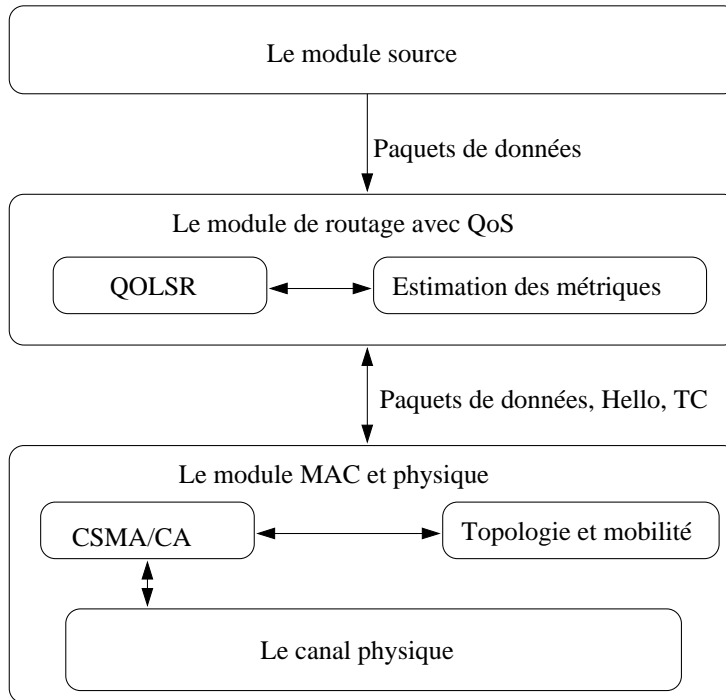 Le module source
Paquets de données
Le module de routage avec QoS
QOLSR
Estimation des métriques
Paquets de données, Hello, TC
Le module MAC et physique
CSMA/CA
Topologie et mobilité
Le canal physique